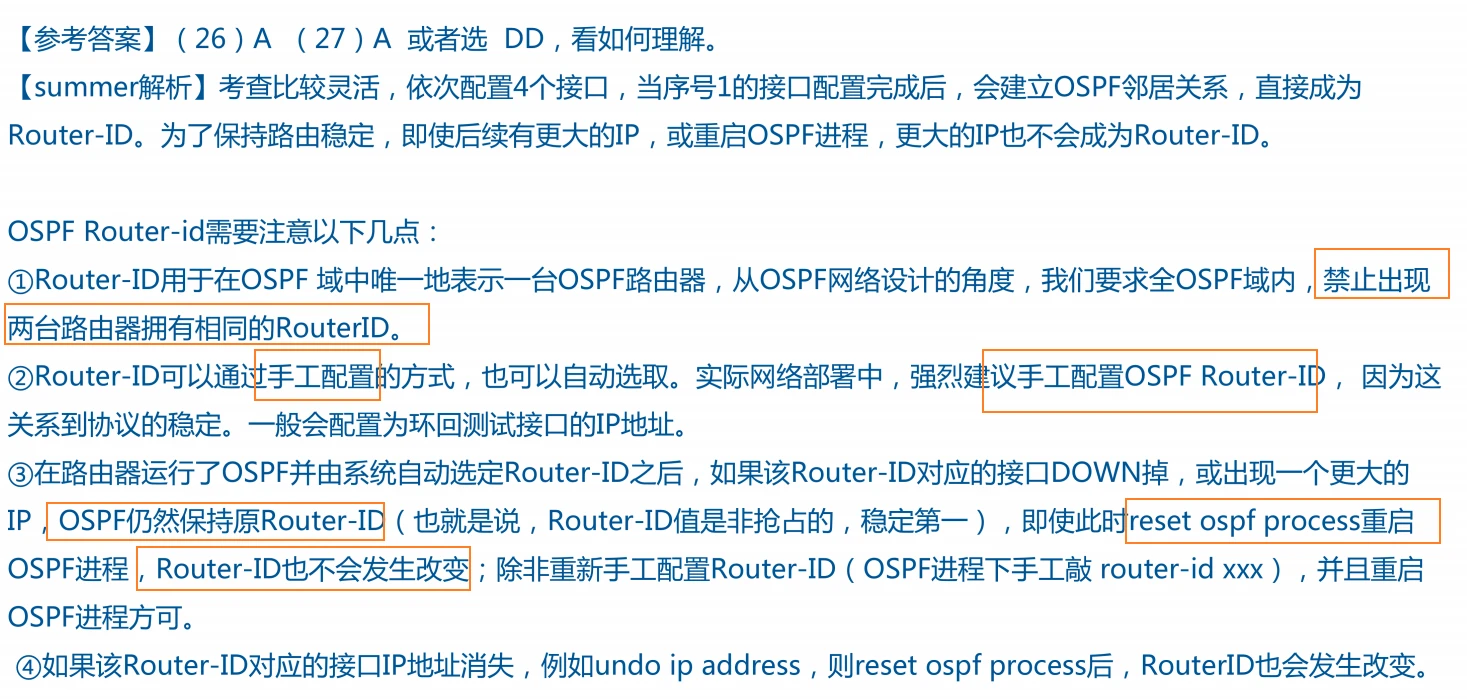 【参考答案】（26）A （27）A 或者选 DD，看如何理解。
【summer解析】考查比较灵活，依次配置4个接口，当序号1的接口配置完成后，会建立OSPF邻居关系，直接成为
Router-ID。为了保持路由稳定，即使后续有更大的IP，或重启OSPF进程，更大的IP也不会成为Router-ID。
OSPF Router-id需要注意以下几点：
①Router-ID用于在OSPF 域中唯一地表示一台OSPF路由器，从OSPF网络设计的角度，我们要求全OSPF域内，禁止出现
两台路由器拥有相同的RouterID。
②Router-ID可以通过手工配置的方式，也可以自动选取。实际网络部署中，强烈建议手工配置OSPF Router-ID， 因为这
关系到协议的稳定。一般会配置为环回测试接口的IP地址。
③在路由器运行了OSPF并由系统自动选定Router-ID之后，如果该Router-ID对应的接口DOWN掉，或出现一个更大的
IP，OSPF仍然保持原Router-ID（也就是说，Router-ID值是非抢占的，稳定第一），即使此时reset ospf process重启
OSPF进程，Router-ID也不会发生改变；除非重新手工配置Router-ID（OSPF进程下手工敲 router-id xxx），并且重启
OSPF进程方可。
④如果该Router-ID对应的接口IP地址消失，例如undo ip address，则reset ospf process后，RouterID也会发生改变。